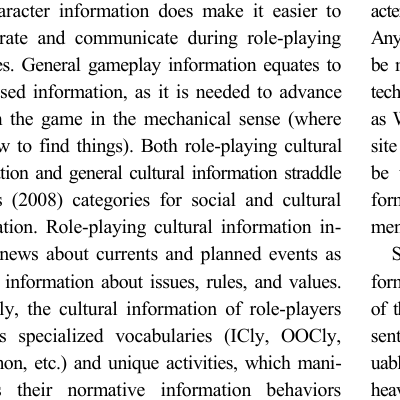 aracter information does make it easier to
rate and communicate during role-playing
es. General gameplay information equates to
sed information, as it is needed to advance
the game in the mechanical sense (where
w to find things). Both role-playing cultural
tion and general cultural information straddle
(2008) categories for social and cultural
ation. Role-playing cultural information in-
news about currents and planned events as
information about issues, rules, and values.
ly, the cultural information of role-players
s specialized vocabularies (ICly, OOCly,
non, etc.) and unique activities, which mani-
their normative information behaviors
acte
Any
be
tech
as
site
be
form
men
S
form
of t
sent
uabl
heav